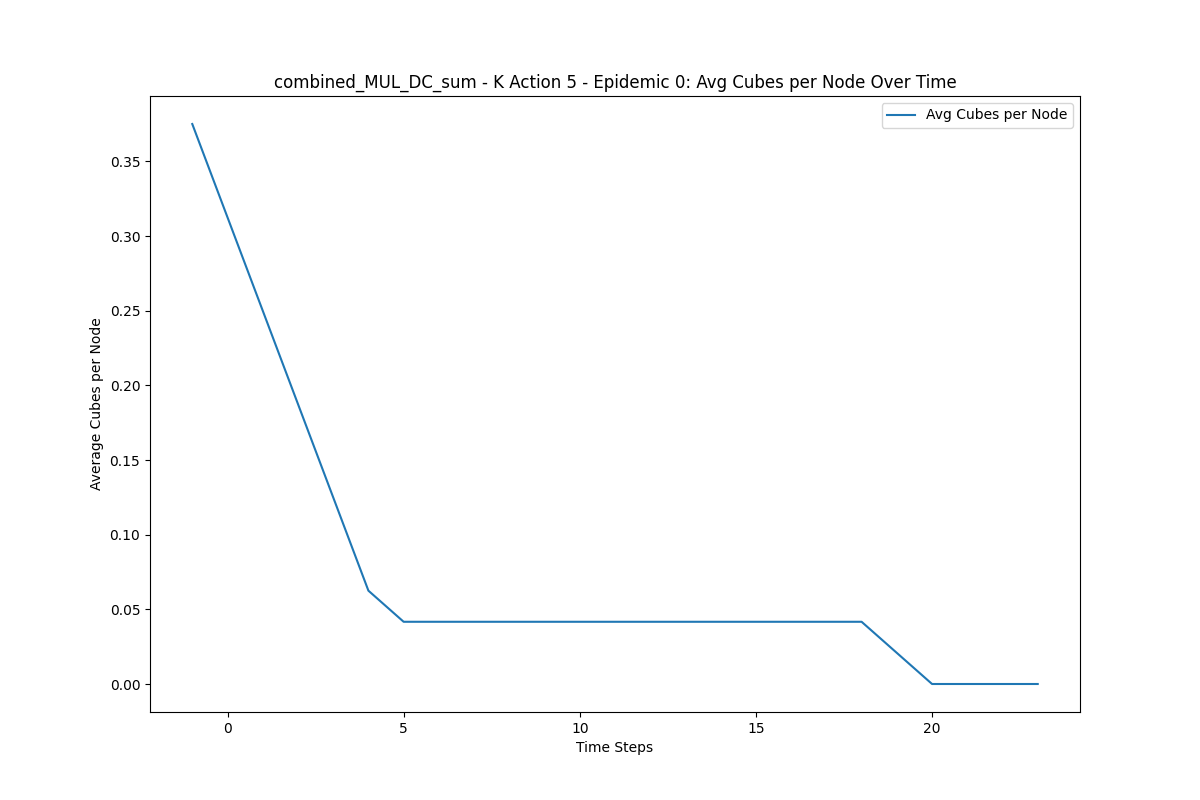 combined_MUL_DC_sum - K Action 5 - Epidemic 0: Avg Cubes per Node Over Time
Avg Cubes per Node
0.35
0.30
0.25
0.20
0.15
0.10
0.05
0.00
Average Cubes per Node
0 5 10 15 20
Time Steps